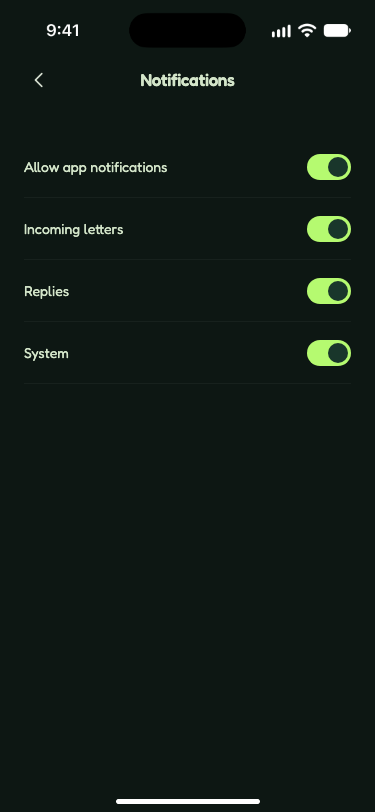 9:41
Notifications
Allow app notifications
Incoming letters
Replies
System